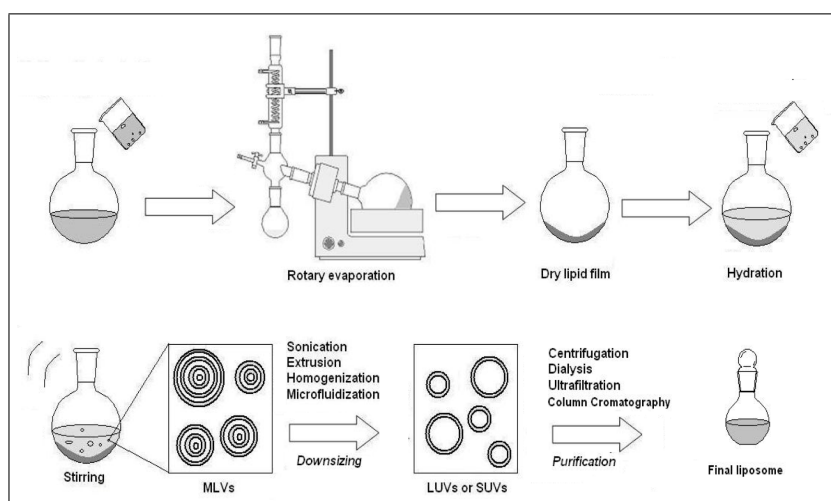 Rotary evaporation
Dry lipid film
Hydration
Sonication
Extrusion
Homogenization
Microfluidization
Downsizing
Centrifugation
Dialysis
Ultrafiltration
Column Cromatography
Purification
Stirring
MLVs
LUVs or SUVs
Final liposome